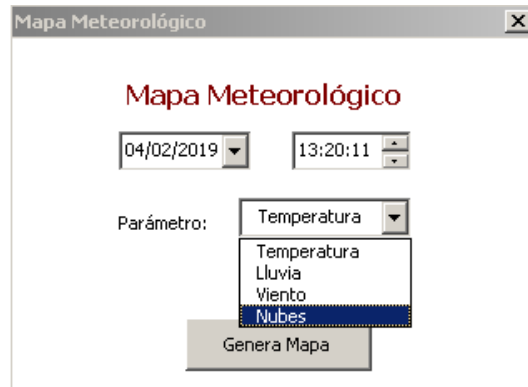 Mapa Meteorológico
Mapa Meteorológico
04/02/2019 13:20:11
Parámetro: Temperatura
Temperatura
Lluvia
Viento
Nubes
Genera Mapa